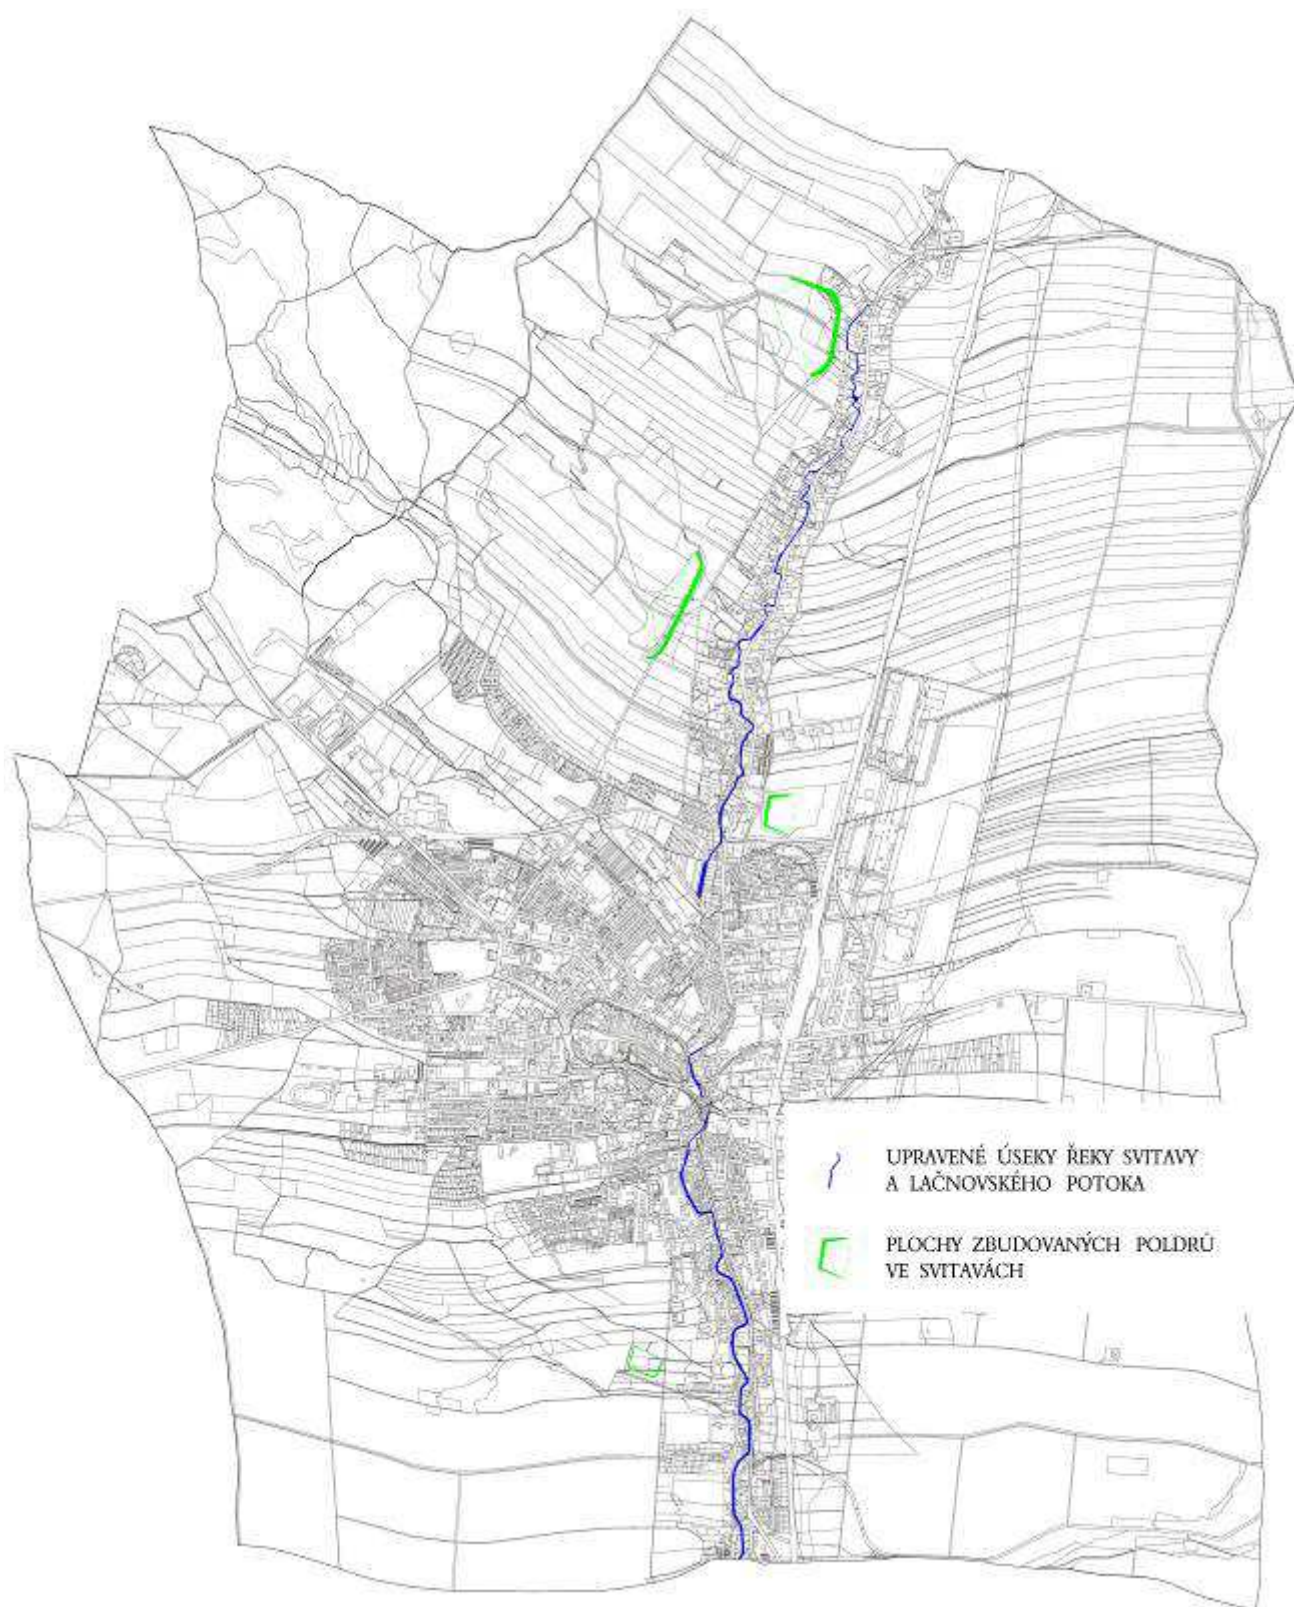 UPRAVENÉ ÚSEKY ŘEKY SVITAVY
A LAČNOVSKÉHO POTOKA
PLOCHY ZBUDOVANÝCH POLDRŮ
VE SVITAVÁCH